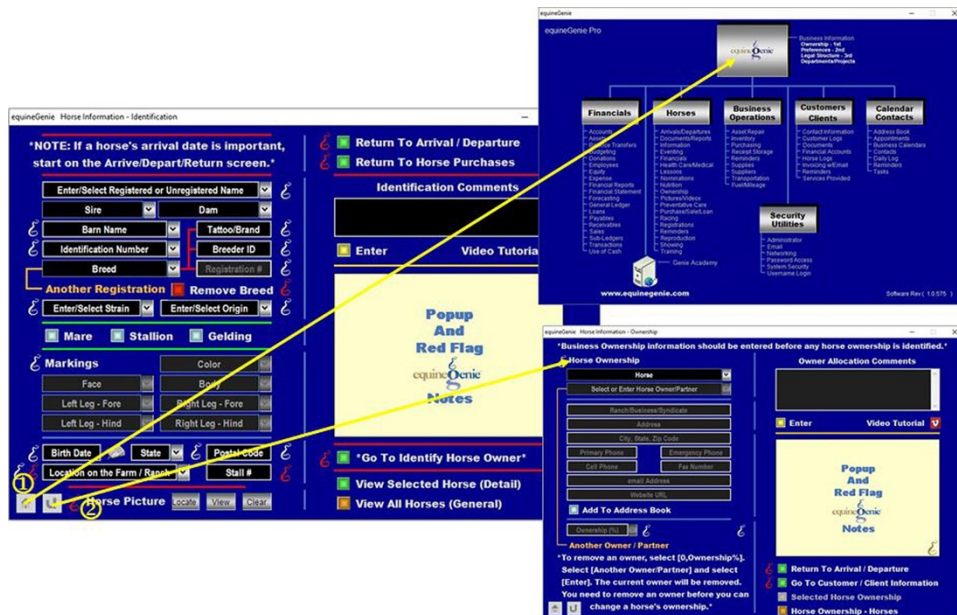 equineGenie Horse Information - Identification
*NOTE: If a horse's arrival date is important,
start on the Arrive/Depart/Return screen.*
Enter/Select Registered or Unregistered Name
Sire
Dam
Barn Name
Tattoo/Brand
Identification Number
Breeder ID
Breed
Registration #
Another Registration
Remove Breed
Enter/Select Strain
Enter/Select Origin
Mare
Stallion
Gelding
Markings
Color
Face
Body
Left Leg - Fore
Right Leg - Fore
Left Leg - Hind
Right Leg - Hind
Birth Date
State
Postal Code
Location on the Farm / Ranch
Stall #
1
2
Horse Picture
Locate
View
Clear
Return To Arrival / Departure
Return To Horse Purchases
Identification Comments
Enter
Video Tutorial
Popup
And
Red Flag
equineGenie
Notes
*Go To Identify Horse Owner*
View Selected Horse (Detail)
View All Horses (General)
equineGenie
equineGenie Pro
equineGenie
Business Information
Ownership - 1st
Preferences - 2nd
Legal Structure - 3rd
Departments/Projects
Financials
Accounts
Assets
Balance Transfers
Budgeting
Donations
Employees
Equity
Expense
Financial Reports
Financial Statement
Forecasting
General Ledger
Loans
Payables
Receivables
Sales
Sub-Ledgers
Transactions
Use of Cash
Horses
Arrivals/Departures
Documents/Reports
Information
Eventing
Financials
Health Care/Medical
Lessons
Nominations
Nutrition
Ownership
Pictures/Videos
Preventative Care
Purchase/Sale/Loan
Racing
Registrations
Reminders
Reproduction
Showing
Training
Business
Operations
Asset Repair
Inventory
Purchasing
Receipt Storage
Reminders
Supplies
Suppliers
Transportation
Fuel/Mileage
Customers
Clients
Contact Information
Customer Logs
Documents
Financial Accounts
Horse Logs
Invoicing w/Email
Reminders
Services Provided
Calendar
Contacts
Address Book
Appointments
Business Calendars
Contacts
Daily Log
Reminders
Tasks
Security
Utilities
Administrator
Email
Networking
Password Access
System Security
Username Login
Genie Academy
www.equinegenie.com
Software Rev ( 1.0.575 )
equineGenie Horse Information - Ownership
*Business Ownership information should be entered before any horse ownership is identified.*
Horse Ownership
Horse
Select or Enter Horse Owner/Partner
Ranch/Business/Syndicate
Address
City, State, Zip Code
Primary Phone
Emergency Phone
Cell Phone
Fax Number
email Address
Website URL
Add To Address Book
Ownership (%)
Another Owner / Partner
*To remove an owner, select [0,Ownership%].
Select [Another Owner/Partner] and select
[Enter]. The current owner will be removed.
You need to remove an owner before you can
change a horse's ownership.*
Owner Allocation Comments
Enter
Video Tutorial
Popup
And
Red Flag
equineGenie
Notes
Return To Arrival / Departure
Go To Customer / Client Information
Selected Horse Ownership
Horse Ownership - Horses